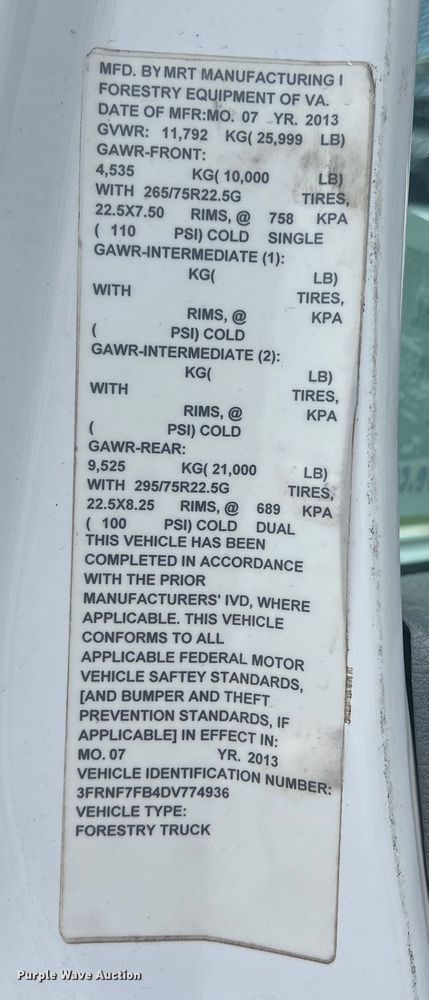 MFD. BY MRT MANUFACTURING I
FORESTRY EQUIPMENT OF VA.
DATE OF MFR:MO. 07 YR. 2013
GVWR: 11,792 KG( 25,999 LB)
GAWR-FRONT:
4,535 KG( 10,000 LB)
WITH 265/75R22.5G TIRES,
22.5X7.50 RIMS, @ 758 KPA
( 110 PSI) COLD SINGLE
GAWR-INTERMEDIATE (1):
KG( LB)
WITH TIRES,
RIMS, @ KPA
( PSI) COLD
GAWR-INTERMEDIATE (2):
KG( LB)
WITH TIRES,
RIMS, @ KPA
( PSI) COLD
GAWR-REAR:
9,525 KG( 21,000 LB)
WITH 295/75R22.5G TIRES,
22.5X8.25 RIMS, @ 689 KPA
( 100 PSI) COLD DUAL
THIS VEHICLE HAS BEEN
COMPLETED IN ACCORDANCE
WITH THE PRIOR
MANUFACTURERS' IVD, WHERE
APPLICABLE. THIS VEHICLE
CONFORMS TO ALL
APPLICABLE FEDERAL MOTOR
VEHICLE SAFTEY STANDARDS,
[AND BUMPER AND THEFT
PREVENTION STANDARDS, IF
APPLICABLE] IN EFFECT IN:
MO. 07 YR. 2013
VEHICLE IDENTIFICATION NUMBER:
3FRNF7FB4DV774936
VEHICLE TYPE:
FORESTRY TRUCK
Purple Wave Auction